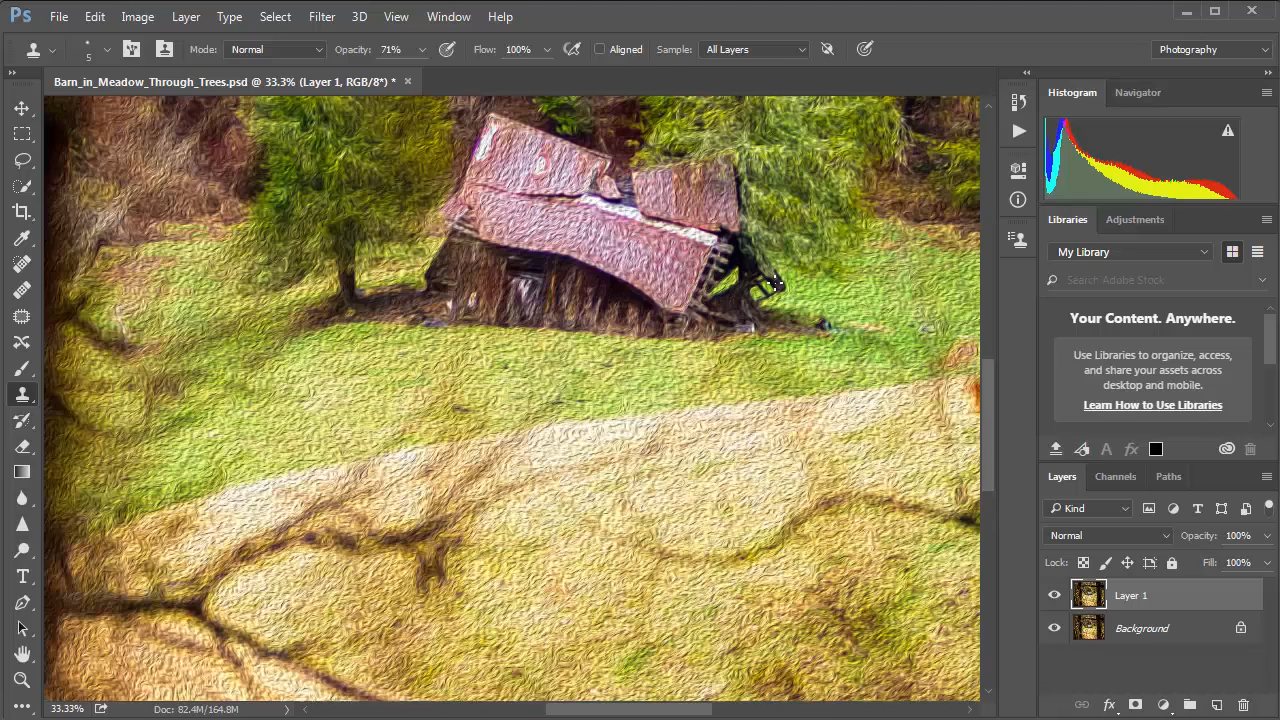 Ps File Edit Image Layer Type Select Filter 3D View Window Help
5 Mode: Normal Opacity: 71% Flow: 100% Aligned Sample: All Layers Photography
Barn_in_Meadow_Through_Trees.psd @ 33.3% (Layer 1, RGB/8*) *
Histogram Navigator
Libraries Adjustments
My Library
Search Adobe Stock
Your Content. Anywhere.
Use Libraries to organize, access,
and share your assets across
desktop and mobile.
Learn How to Use Libraries
Layers Channels Paths
Kind
Normal Opacity: 100%
Lock: Fill: 100%
Layer 1
Background
33.33% Doc: 82.4M/164.8M